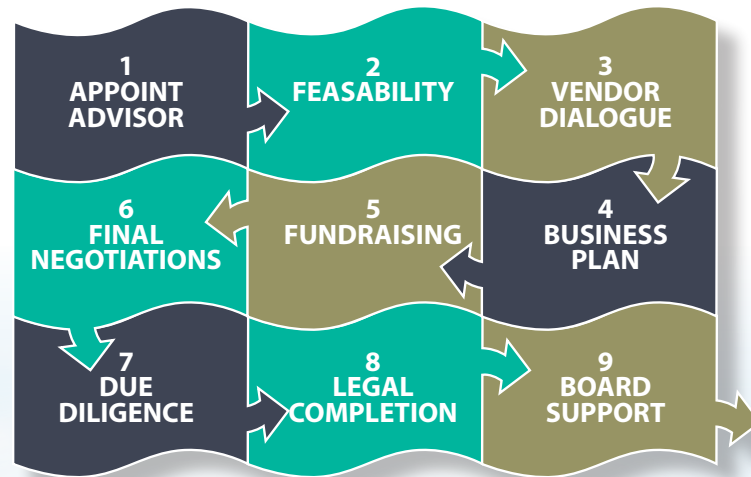 1
APPOINT
ADVISOR
2
FEASABILITY
3
VENDOR
DIALOGUE
4
BUSINESS
PLAN
5
FUNDRAISING
6
FINAL
NEGOTIATIONS
7
DUE
DILIGENCE
8
LEGAL
COMPLETION
9
BOARD
SUPPORT